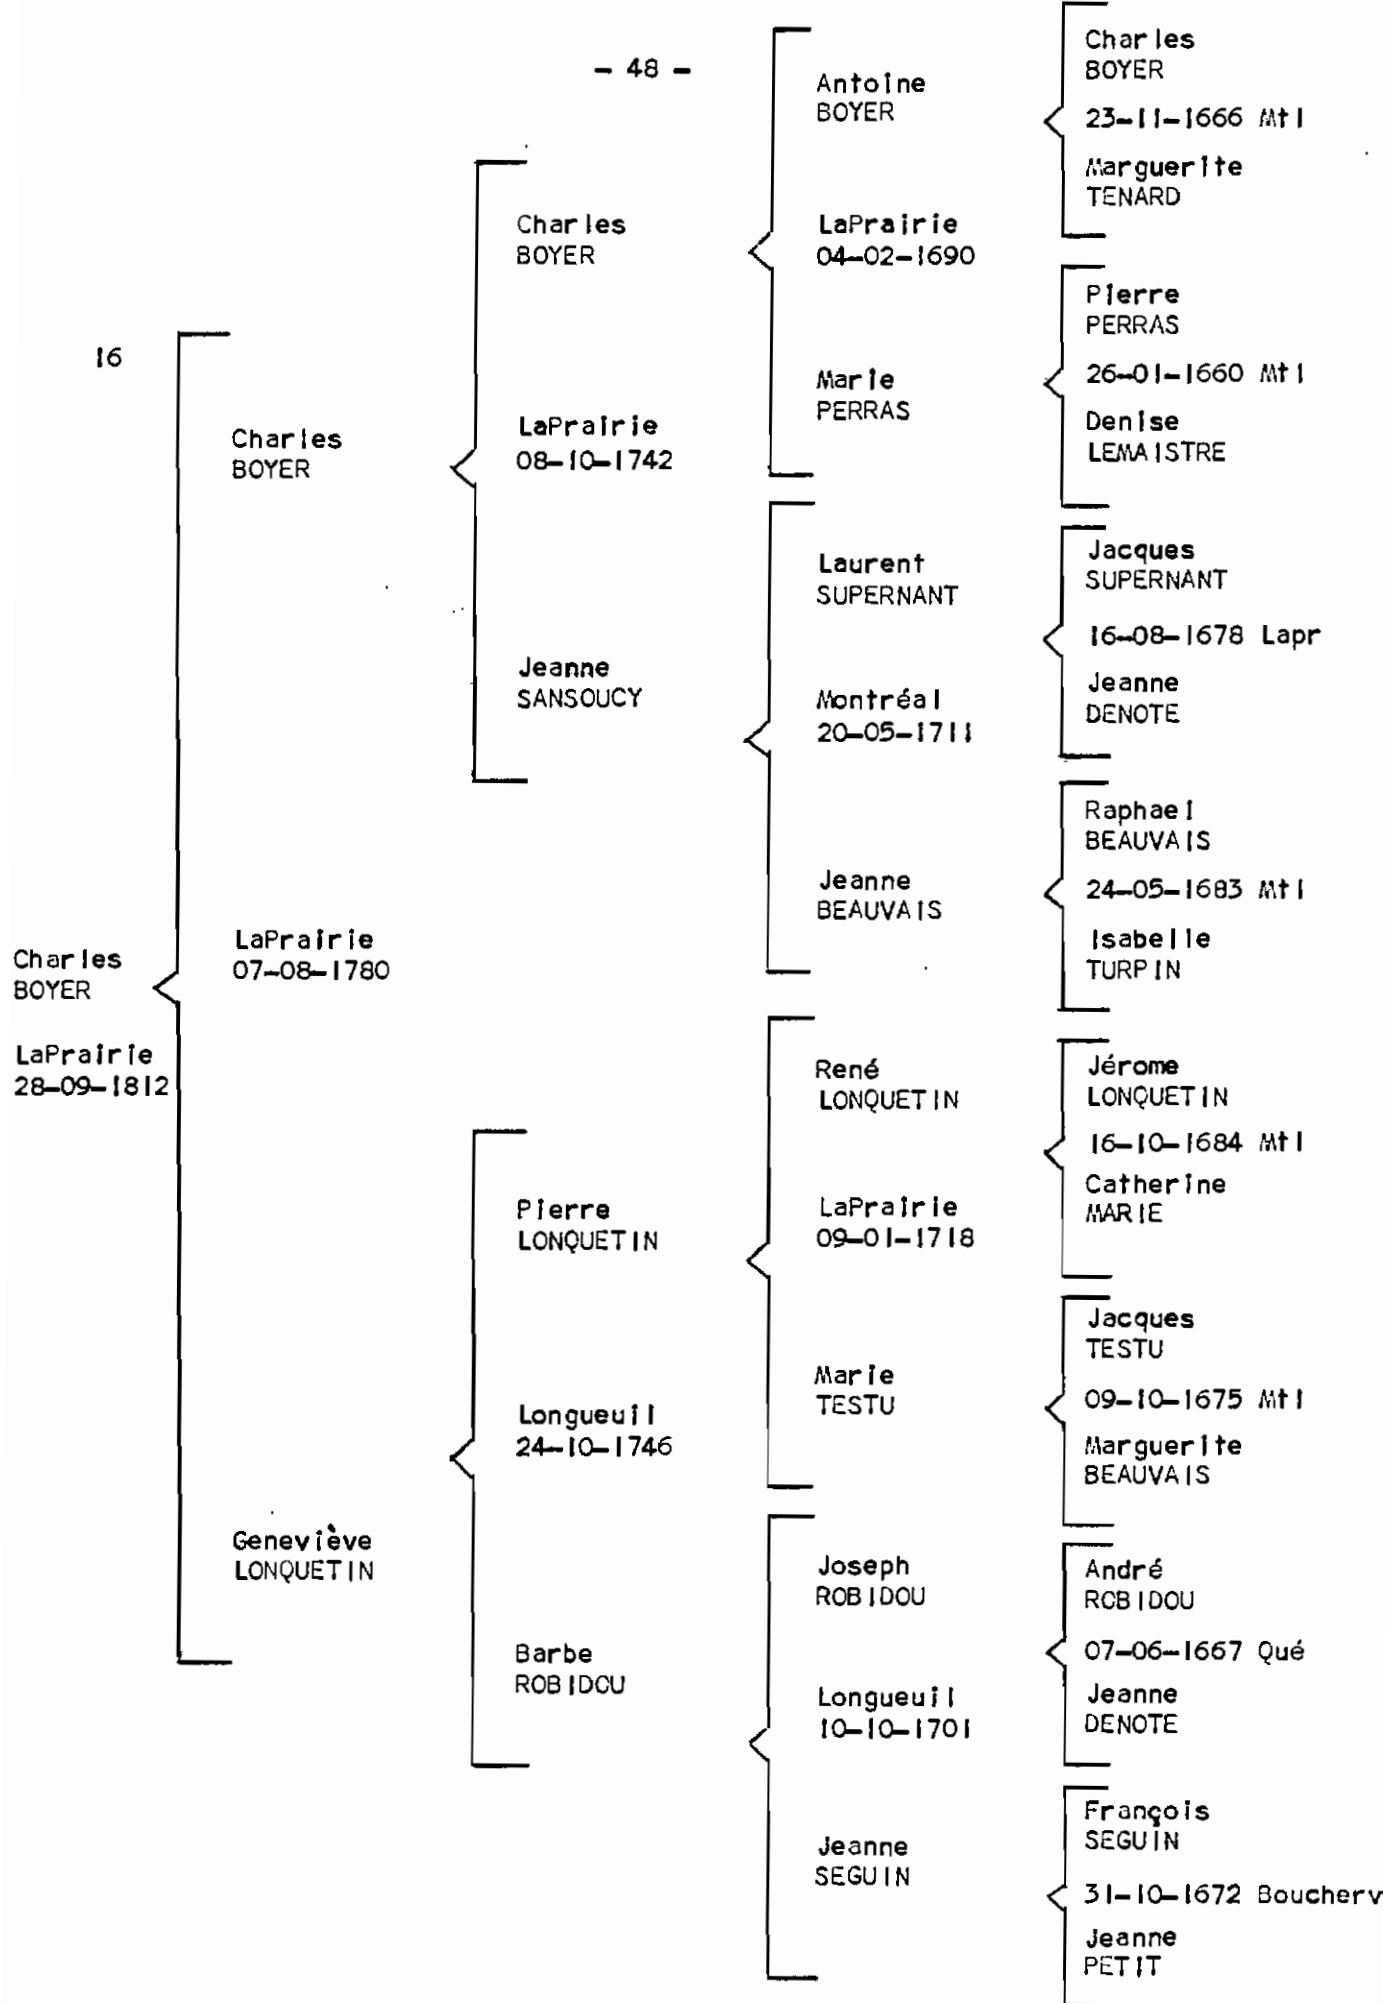 - 48 -
16
Charles
BOYER
LaPrairie
28-09-1812
Charles
BOYER
LaPrairie
07-08-1780
Geneviève
LONQUETIN
Charles
BOYER
LaPrairie
08-10-1742
Jeanne
SANSOUCY
Pierre
LONQUETIN
Longueuil
24-10-1746
Barbe
ROBIDOU
Antoine
BOYER
LaPrairie
04-02-1690
Marie
PERRAS
Laurent
SUPERNANT
Montréal
20-05-1711
Jeanne
BEAUVAIS
René
LONQUETIN
LaPrairie
09-01-1718
Marie
TESTU
Joseph
ROBIDOU
Longueuil
10-10-1701
Jeanne
SEGUIN
Charles
BOYER
23-11-1666 Mtl
Marguerite
TENARD
Pierre
PERRAS
26-01-1660 Mtl
Denise
LEMAISTRE
Jacques
SUPERNANT
16-08-1678 Lapr
Jeanne
DENOTE
Raphael
BEAUVAIS
24-05-1683 Mtl
Isabelle
TURPIN
Jérome
LONQUETIN
16-10-1684 Mtl
Catherine
MARIE
Jacques
TESTU
09-10-1675 Mtl
Marguerite
BEAUVAIS
André
ROBIDOU
07-06-1667 Qué
Jeanne
DENOTE
François
SEGUIN
31-10-1672 Boucherv
Jeanne
PETIT